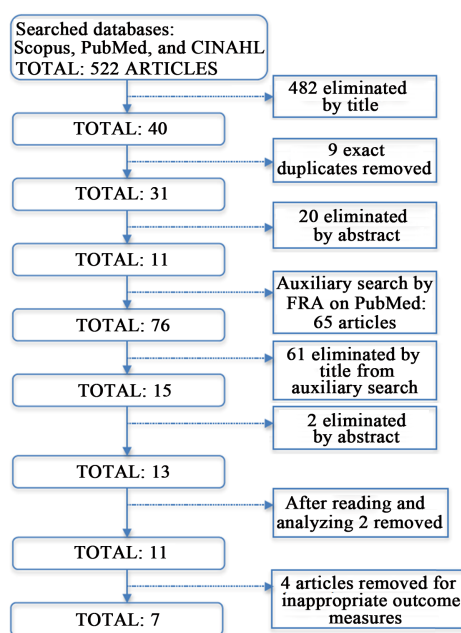 Searched databases:
Scopus, PubMed, and CINAHL
TOTAL: 522 ARTICLES
482 eliminated
by title
TOTAL: 40
9 exact
duplicates removed
TOTAL: 31
20 eliminated
by abstract
TOTAL: 11
Auxiliary search by
FRA on PubMed:
65 articles
TOTAL: 76
61 eliminated by
title from
auxiliary search
TOTAL: 15
2 eliminated
by abstract
TOTAL: 13
After reading and
analyzing 2 removed
TOTAL: 11
4 articles removed for
inappropriate outcome
measures
TOTAL: 7